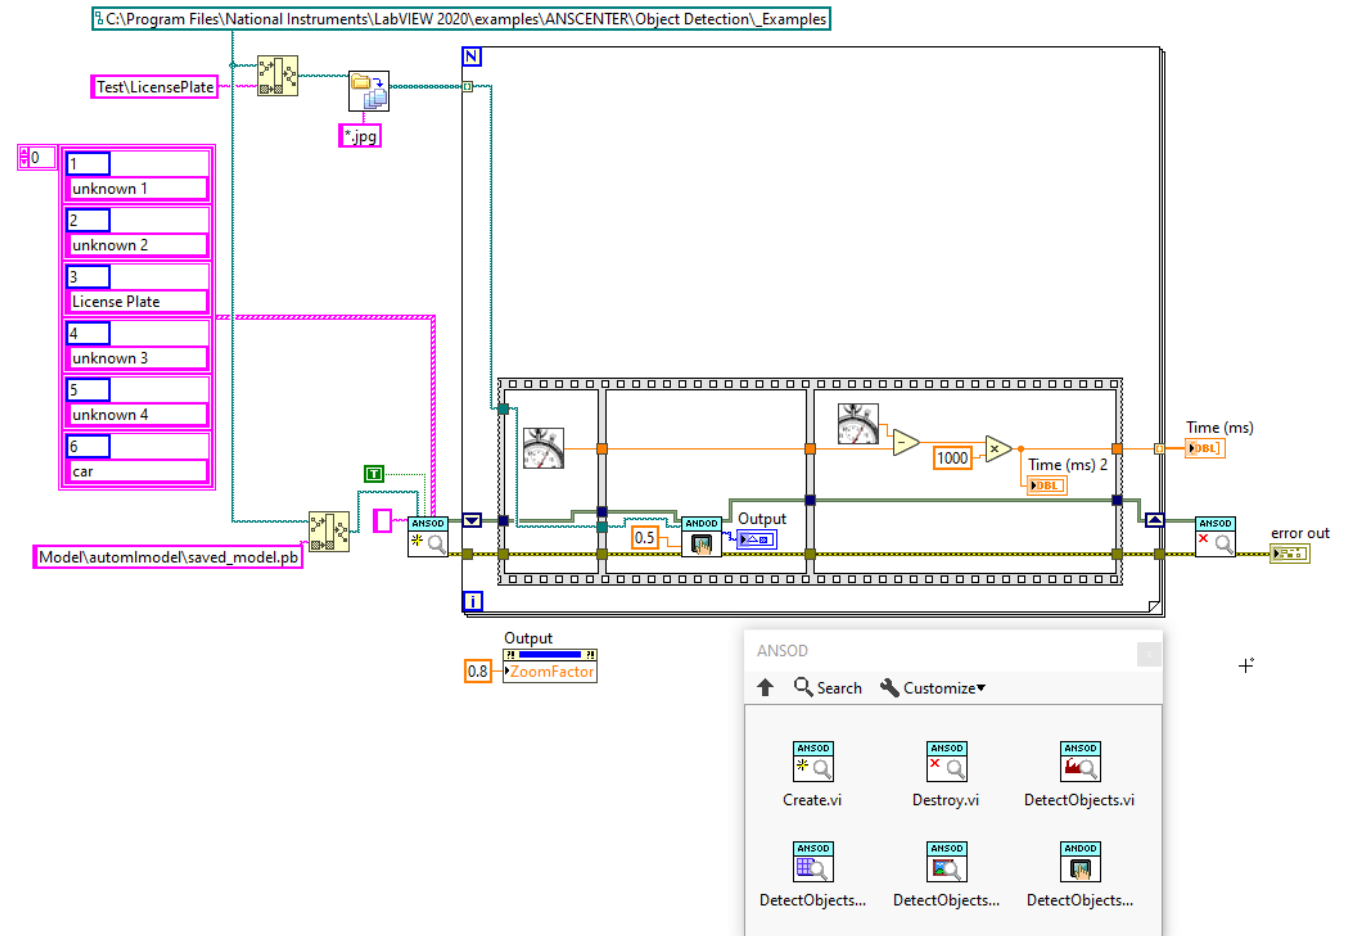 C:\Program Files\National Instruments\LabVIEW 2020\examples\ANSCENTER\Object Detection\_Examples
N
Test\LicensePlate
*.jpg
0
1
unknown 1
2
unknown 2
3
License Plate
4
unknown 3
5
unknown 4
6
car
T
Model\automlmodel\saved_model.pb
ANSOD
ANDOD
0.5
Output
1000
Time (ms) 2
DBL
Time (ms)
DBL
ANSOD
error out
i
Output
0.8
ZoomFactor
ANSOD
x
Search
Customize
ANSOD
ANSOD
ANSOD
Create.vi
Destroy.vi
DetectObjects.vi
ANSOD
ANSOD
ANDOD
DetectObjects...
DetectObjects...
DetectObjects...